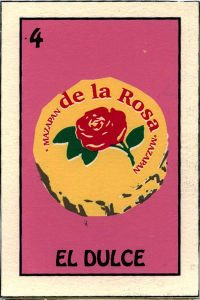 4
de la Rosa
• MAZAPAN
• MAZAPAN
EL DULCE